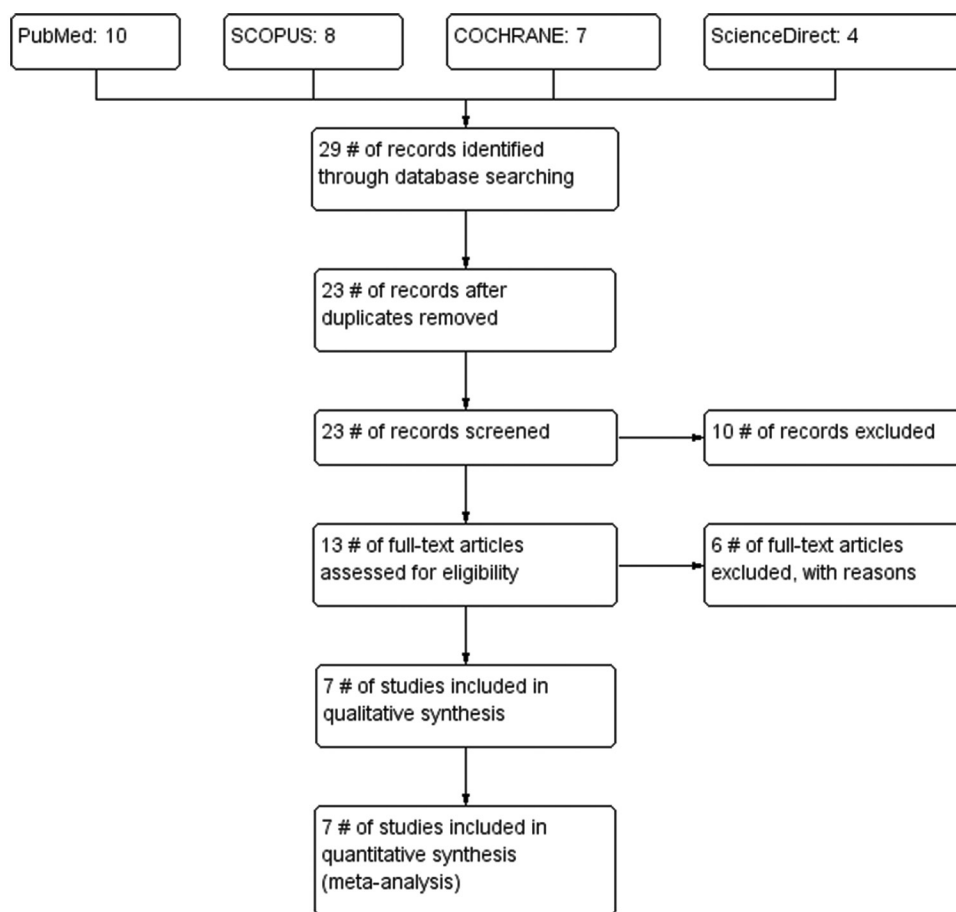 PubMed: 10
SCOPUS: 8
COCHRANE: 7
ScienceDirect: 4
29 # of records identified
through database searching
23 # of records after
duplicates removed
23 # of records screened
10 # of records excluded
13 # of full-text articles
assessed for eligibility
6 # of full-text articles
excluded, with reasons
7 # of studies included in
qualitative synthesis
7 # of studies included in
quantitative synthesis
(meta-analysis)